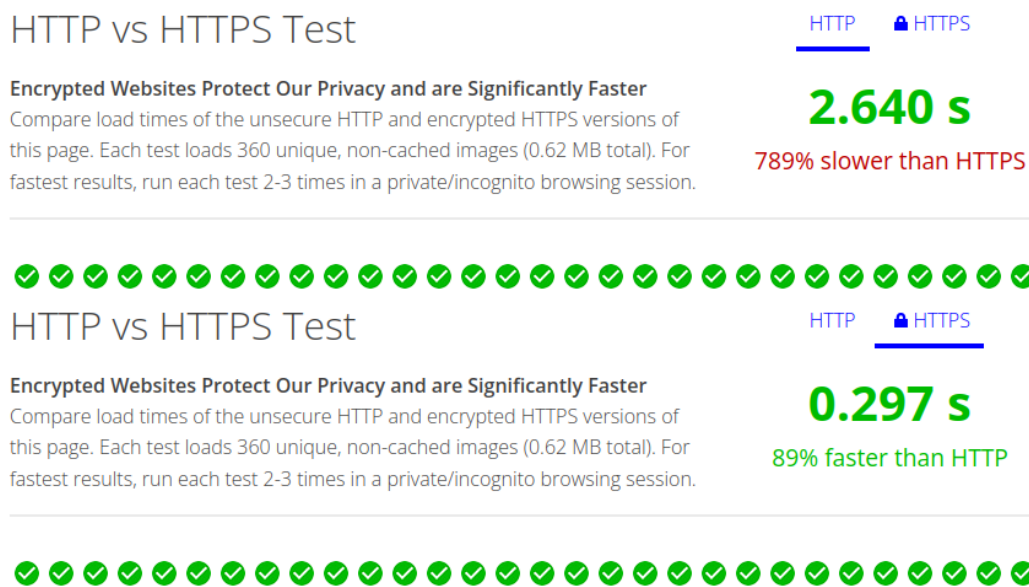 HTTP vs HTTPS Test
HTTP HTTPS
Encrypted Websites Protect Our Privacy and are Significantly Faster
Compare load times of the unsecure HTTP and encrypted HTTPS versions of
this page. Each test loads 360 unique, non-cached images (0.62 MB total). For
fastest results, run each test 2-3 times in a private/incognito browsing session.
2.640 s
789% slower than HTTPS
HTTP vs HTTPS Test
HTTP HTTPS
Encrypted Websites Protect Our Privacy and are Significantly Faster
Compare load times of the unsecure HTTP and encrypted HTTPS versions of
this page. Each test loads 360 unique, non-cached images (0.62 MB total). For
fastest results, run each test 2-3 times in a private/incognito browsing session.
0.297 s
89% faster than HTTP